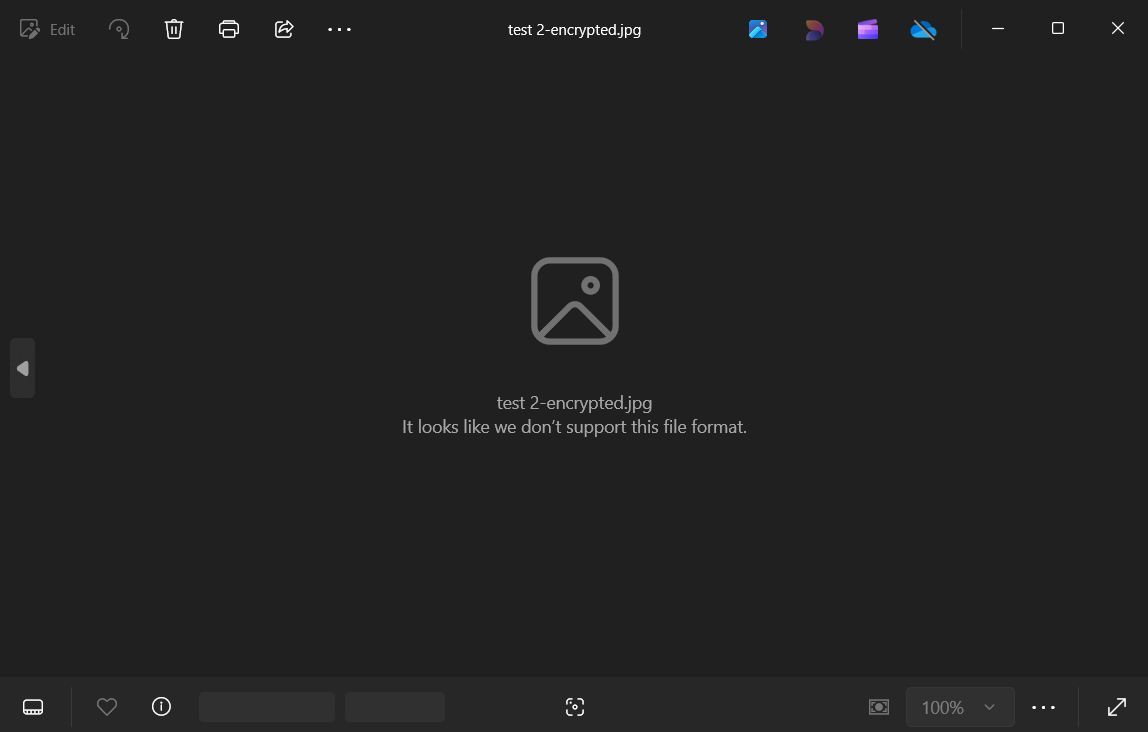 Edit
test 2-encrypted.jpg
test 2-encrypted.jpg
It looks like we don't support this file format.
100%